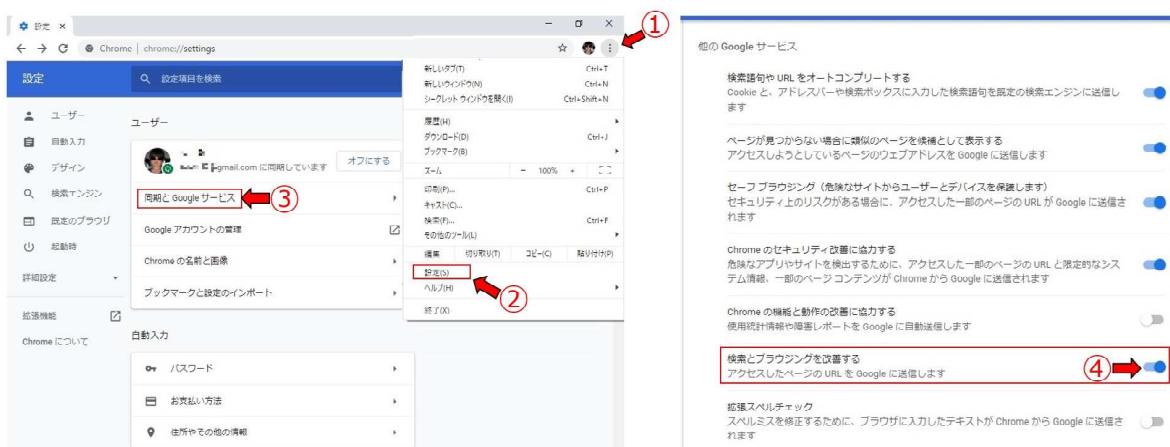 設定 ×
①
Chrome | chrome://settings
設定
設定項目を検索
ユーザー
自動入力
デザイン
検索エンジン
既定のブラウザ
起動時
詳細設定
拡張機能
Chrome について
ユーザー
gmail.com に同期しています
オフにする
同期と Google サービス
③
Google アカウントの管理
Chrome の名前と画像
ブックマークと設定のインポート
自動入力
パスワード
お支払い方法
住所やその他の情報
新しいタブ(T) Ctrl+T
新しいウィンドウ(N) Ctrl+N
シークレット ウィンドウを開く(I) Ctrl+Shift+N
履歴(H)
ダウンロード(D) Ctrl+J
ブックマーク(B)
ズーム - 100% +
印刷(P)... Ctrl+P
キャスト(C)...
検索(F)... Ctrl+F
その他のツール(L)
編集 切り取り(T) コピー(C) 貼り付け(P)
設定(S)
②
ヘルプ(H)
終了(X)
他の Google サービス
検索語句や URL をオートコンプリートする
Cookie と、アドレスバーや検索ボックスに入力した検索語句を既定の検索エンジンに送信し
ます
ページが見つからない場合に類似のページを候補として表示する
アクセスしようとしているページのウェブアドレスを Google に送信します
セーフ ブラウジング（危険なサイトからユーザーとデバイスを保護します）
セキュリティ上のリスクがある場合に、アクセスした一部のページの URL が Google に送信さ
れます
Chrome のセキュリティ改善に協力する
危険なアプリやサイトを検出するために、アクセスした一部のページの URL と限定的なシス
テム情報、一部のページ コンテンツが Chrome から Google に送信されます
Chrome の機能と動作の改善に協力する
使用統計情報や障害レポートを Google に自動送信します
検索とブラウジングを改善する
アクセスしたページの URL を Google に送信します
④
拡張スペルチェック
スペルミスを修正するために、ブラウザに入力したテキストが Chrome から Google に送信さ
れます